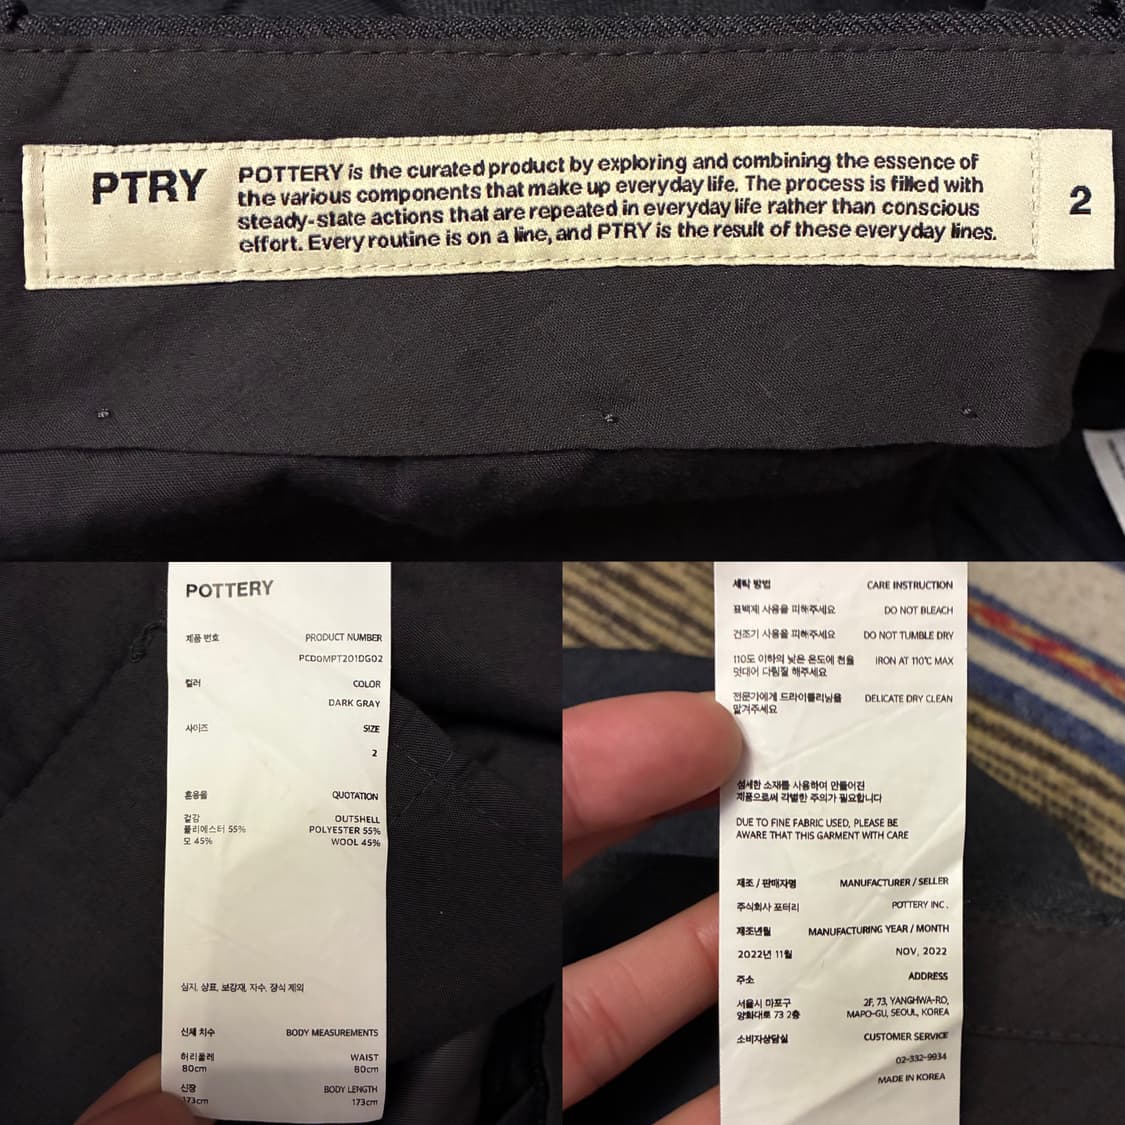 PTRY
POTTERY is the curated product by exploring and combining the essence of
the various components that make up everyday life. The process is filled with
steady-state actions that are repeated in everyday life rather than conscious
effort. Every routine is on a line, and PTRY is the result of these everyday lines.
2
POTTERY
제품 번호 PRODUCT NUMBER
PCD0MPT201DG02
컬러 COLOR
DARK GRAY
사이즈 SIZE
2
혼용율 QUOTATION
겉감 OUTSHELL
폴리에스터 55% POLYESTER 55%
모 45% WOOL 45%
심지, 상표, 보강재, 자수, 장식 제외
신체 치수 BODY MEASUREMENTS
허리둘레 WAIST
80cm 80cm
신장 BODY LENGTH
173cm 173cm
세탁 방법 CARE INSTRUCTION
표백제 사용을 피해주세요 DO NOT BLEACH
건조기 사용을 피해주세요 DO NOT TUMBLE DRY
110도 이하의 낮은 온도에 천을 IRON AT 110℃ MAX
덧대어 다림질 해주세요
전문가에게 드라이클리닝을 DELICATE DRY CLEAN
맡겨주세요
섬세한 소재를 사용하여 만들어진
제품으로써 각별한 주의가 필요합니다
DUE TO FINE FABRIC USED, PLEASE BE
AWARE THAT THIS GARMENT WITH CARE
제조 / 판매자명 MANUFACTURER / SELLER
주식회사 포터리 POTTERY INC.
제조년월 MANUFACTURING YEAR / MONTH
2022년 11월 NOV, 2022
주소 ADDRESS
서울시 마포구 2F, 73, YANGHWA-RO,
양화대로 73 2층 MAPO-GU, SEOUL, KOREA
소비자상담실 CUSTOMER SERVICE
02-332-9934
MADE IN KOREA